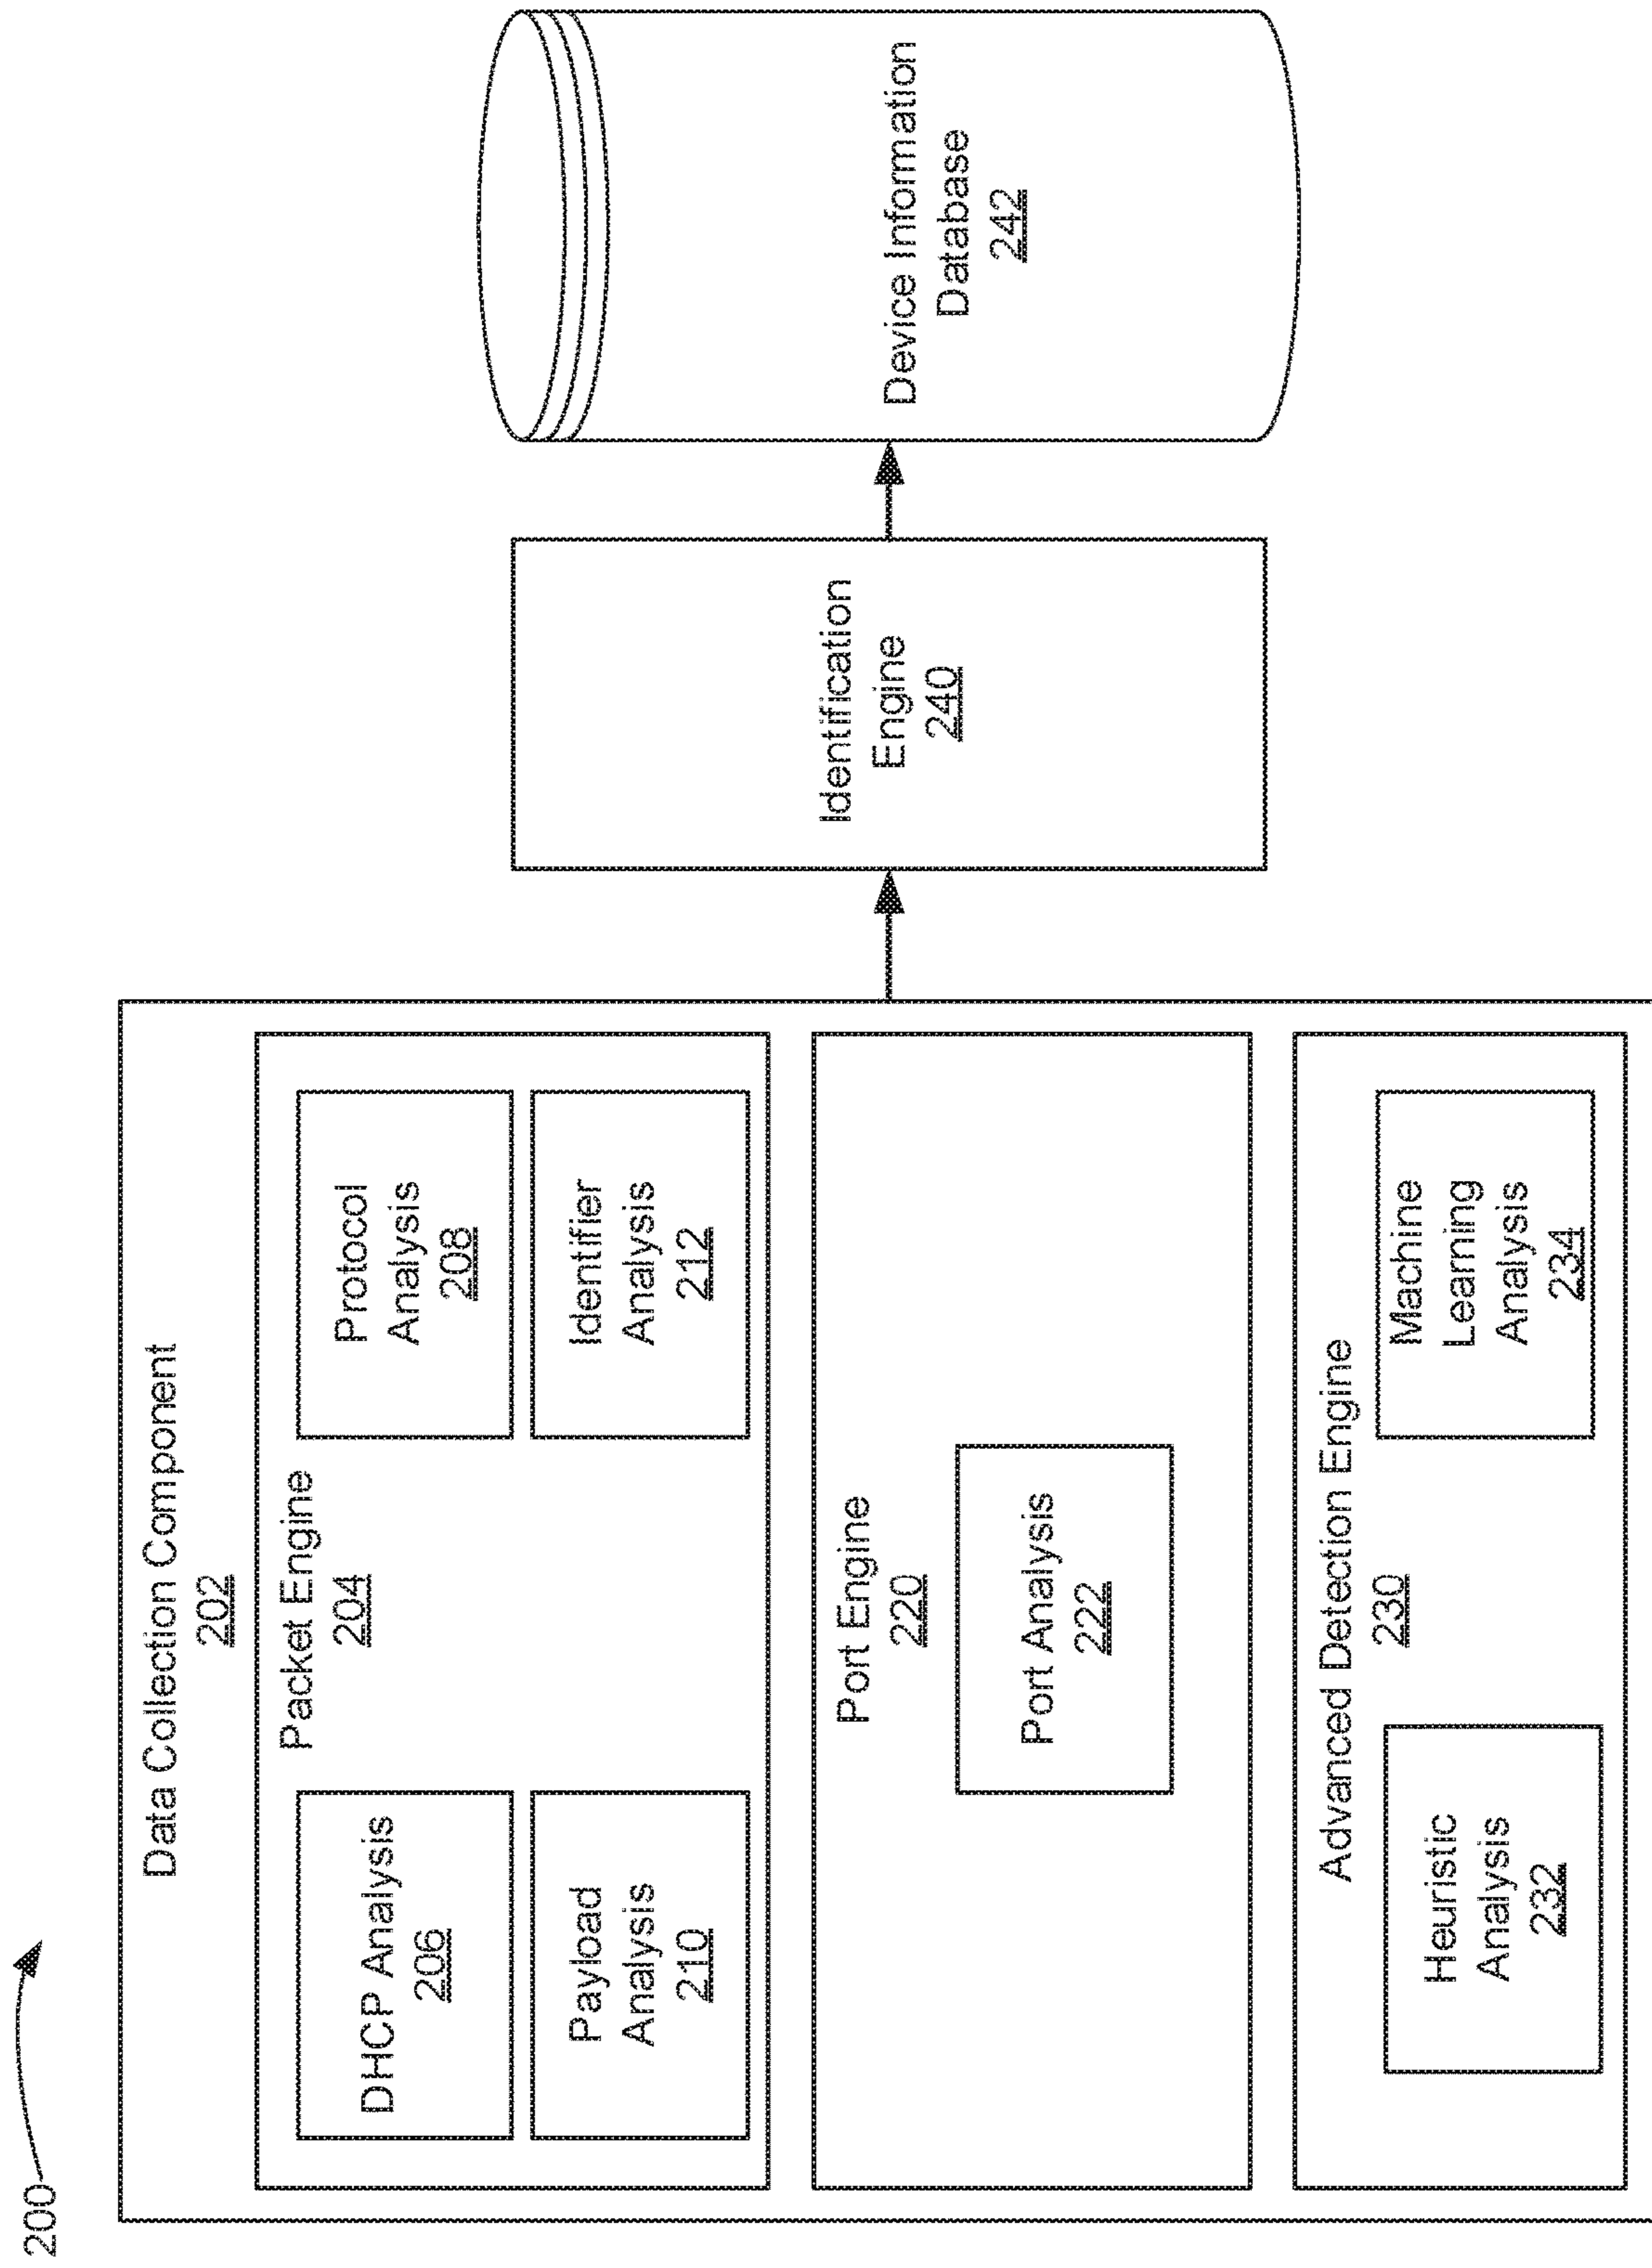 200
Data Collection Component
202
Packet Engine
204
DHCP Analysis
206
Protocol
Analysis
208
Payload
Analysis
210
Identifier
Analysis
212
Port Engine
220
Port Analysis
222
Advanced Detection Engine
230
Heuristic
Analysis
232
Machine
Learning
Analysis
234
Identification
Engine
240
Device Information
Database
242